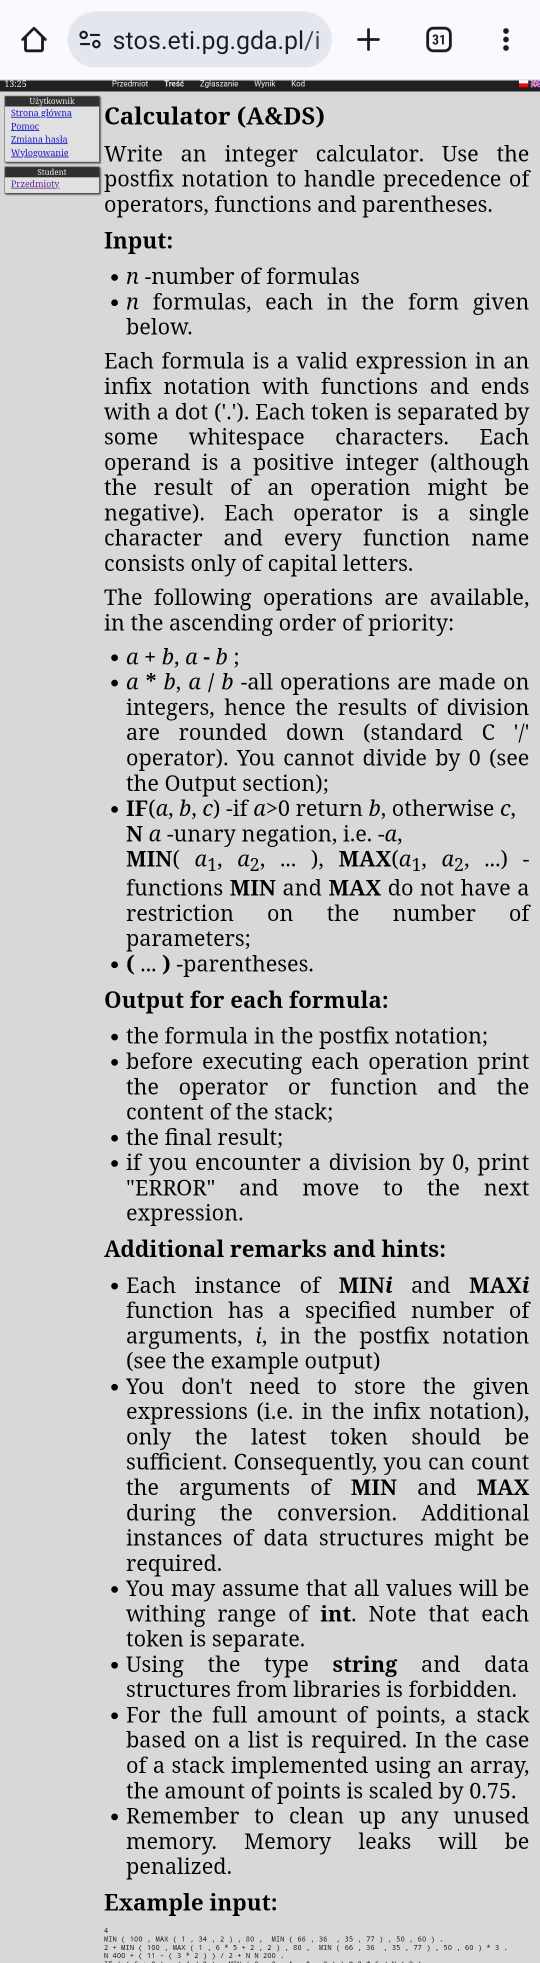 31
stos.eti.pg.gda.pl/i
13:25
Przedmiot Treść Zgłaszanie Wynik Kod
Użytkownik
Strona główna
Pomoc
Zmiana hasła
Wylogowanie
Student
Przedmioty
Calculator (A&DS)
Write an integer calculator. Use the
postfix notation to handle precedence of
operators, functions and parentheses.
Input:
• n -number of formulas
• n formulas, each in the form given
below.
Each formula is a valid expression in an
infix notation with functions and ends
with a dot ('.'). Each token is separated by
some whitespace characters. Each
operand is a positive integer (although
the result of an operation might be
negative). Each operator is a single
character and every function name
consists only of capital letters.
The following operations are available,
in the ascending order of priority:
• a + b, a - b ;
• a * b, a / b -all operations are made on
integers, hence the results of division
are rounded down (standard C '/'
operator). You cannot divide by 0 (see
the Output section);
• IF(a, b, c) -if a>0 return b, otherwise c,
N a -unary negation, i.e. -a,
MIN( a1, a2, ... ), MAX(a1, a2, ...) -
functions MIN and MAX do not have a
restriction on the number of
parameters;
• ( ... ) -parentheses.
Output for each formula:
• the formula in the postfix notation;
• before executing each operation print
the operator or function and the
content of the stack;
• the final result;
• if you encounter a division by 0, print
"ERROR" and move to the next
expression.
Additional remarks and hints:
• Each instance of MINi and MAXi
function has a specified number of
arguments, i, in the postfix notation
(see the example output)
• You don't need to store the given
expressions (i.e. in the infix notation),
only the latest token should be
sufficient. Consequently, you can count
the arguments of MIN and MAX
during the conversion. Additional
instances of data structures might be
required.
• You may assume that all values will be
withing range of int. Note that each
token is separate.
• Using the type string and data
structures from libraries is forbidden.
• For the full amount of points, a stack
based on a list is required. In the case
of a stack implemented using an array,
the amount of points is scaled by 0.75.
• Remember to clean up any unused
memory. Memory leaks will be
penalized.
Example input:
4
MIN ( 100 , MAX ( 1 , 34 , 2 ) , 80 , MIN ( 66 , 36 , 35 , 77 ) , 50 , 60 ) .
2 + MIN ( 100 , MAX ( 1 , 6 * 5 + 2 , 2 ) , 80 , MIN ( 66 , 36 , 35 , 77 ) , 50 , 60 ) * 3 .
N 400 + ( 11 - ( 3 * 2 ) ) / 2 + N N 200 .